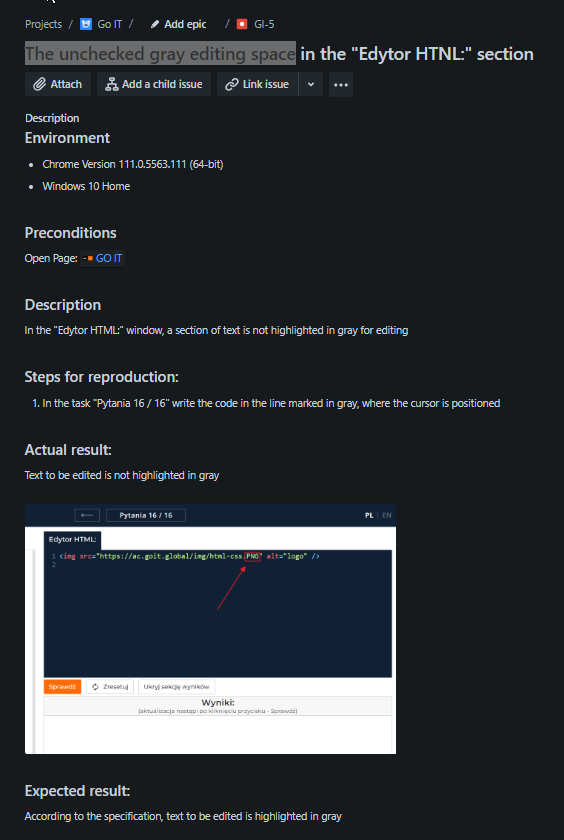 Projects / Go IT / Add epic / GI-5
The unchecked gray editing space in the "Edytor HTNL:" section
Attach Add a child issue Link issue
Description
Environment
Chrome Version 111.0.5563.111 (64-bit)
Windows 10 Home
Preconditions
Open Page: - GO IT
Description
In the "Edytor HTML:" window, a section of text is not highlighted in gray for editing
Steps for reproduction:
1. In the task "Pytania 16 / 16" write the code in the line marked in gray, where the cursor is positioned
Actual result:
Text to be edited is not highlighted in gray
Pytania 16 / 16 PL | EN
Edytor HTML:
1 <img src="https://ac.goit.global/img/html-css.PNG" alt="logo" />
2
Sprawdź Zresetuj Ukryj sekcję wyników
Wyniki:
(aktualizacja nastąpi po kliknięciu przycisku - Sprawdź)
Expected result:
According to the specification, text to be edited is highlighted in gray